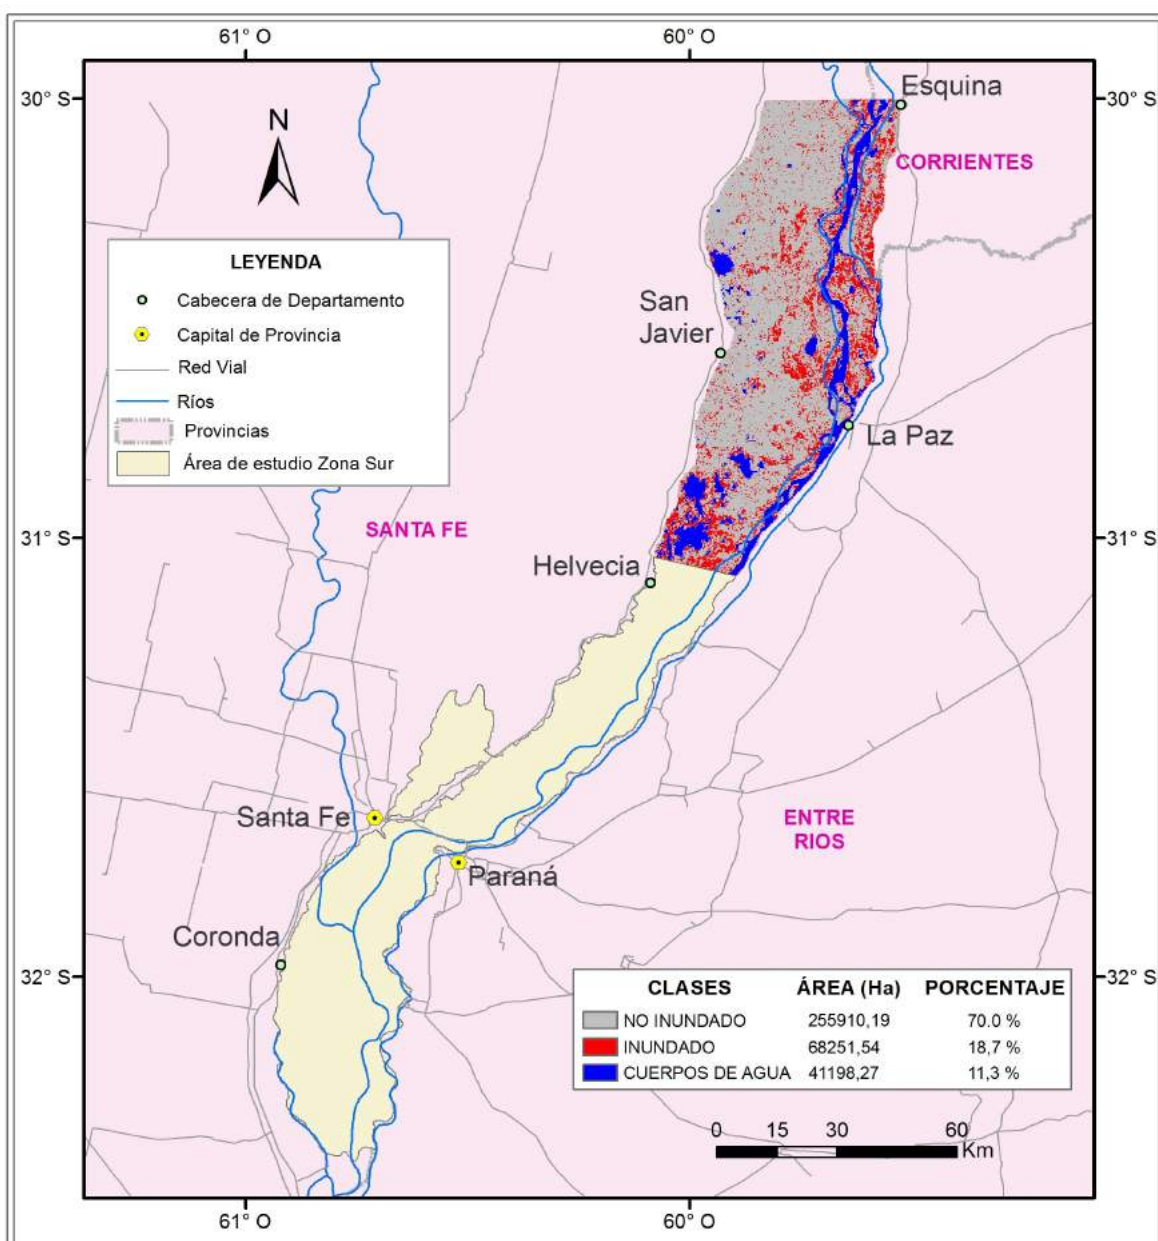 61° O
60° O
30° S
30° S
Esquina
N
CORRIENTES
LEYENDA
Cabecera de Departamento
Capital de Provincia
Red Vial
Ríos
Provincias
Área de estudio Zona Sur
San
Javier
La Paz
31° S
31° S
SANTA FE
Helvecia
Santa Fe
ENTRE
RIOS
Paraná
Coronda
32° S
32° S
CLASES ÁREA (Ha) PORCENTAJE
NO INUNDADO 255910,19 70.0 %
INUNDADO 68251,54 18,7 %
CUERPOS DE AGUA 41198,27 11,3 %
0 15 30 60
Km
61° O
60° O